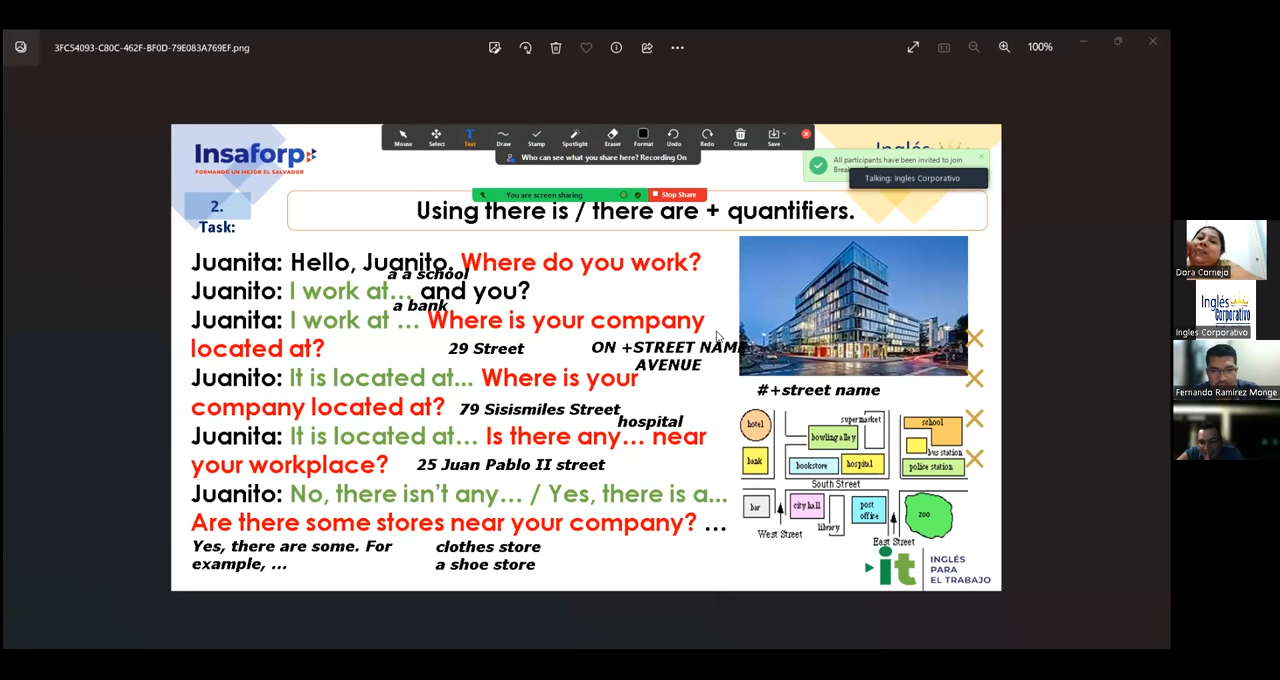 3FC54093-C80C-462F-BF0D-79E083A769EF.png
100%
Insaforp
FORMANDO UN MEJOR EL SALVADOR
Mouse Select Text Draw Stamp Spotlight Eraser Format Undo Redo Clear Save
Who can see what you share here? Recording On
Inglés
All participants have been invited to join
Talking: Ingles Corporativo
You are screen sharing
Stop Share
2.
Task:
Using there is / there are + quantifiers.
Juanita: Hello, Juanito. Where do you work?
a a school
Juanito: I work at... and you?
a bank
Juanita: I work at ... Where is your company
located at?
29 Street
ON +STREET NAME
AVENUE
Juanito: It is located at... Where is your
company located at?
79 Sisismiles Street
hospital
Juanita: It is located at... Is there any... near
your workplace?
25 Juan Pablo II street
Juanito: No, there isn't any... / Yes, there is a...
Are there some stores near your company? ...
Yes, there are some. For
example, ...
clothes store
a shoe store
#+street name
hotel
supermarket
school
bowling alley
bank
bookstore
hospital
bus station
police station
South Street
bar
city hall
post
office
zoo
library
West Street
East Street
it
INGLÉS
PARA
EL TRABAJO
Dora Cornejo
Inglés
Corporativo
Ingles Corporativo
Fernando Ramírez Monge